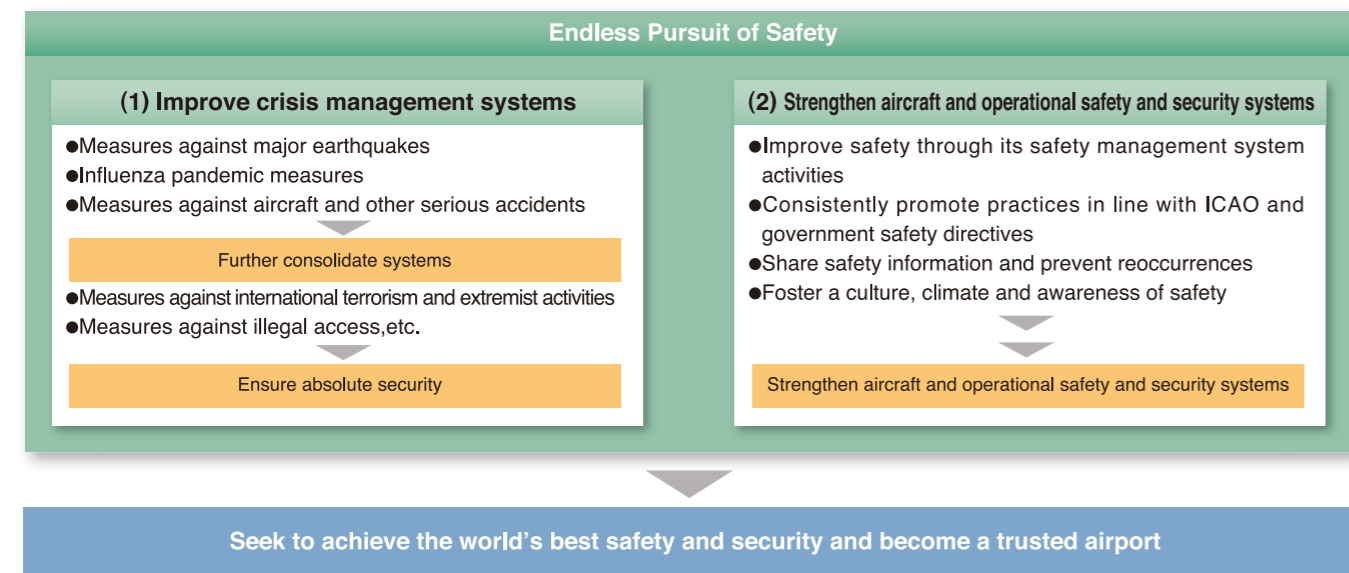 Endless Pursuit of Safety
(1) Improve crisis management systems
●Measures against major earthquakes
●Influenza pandemic measures
●Measures against aircraft and other serious accidents
Further consolidate systems
●Measures against international terrorism and extremist activities
●Measures against illegal access,etc.
Ensure absolute security
(2) Strengthen aircraft and operational safety and security systems
●Improve safety through its safety management system
activities
●Consistently promote practices in line with ICAO and
government safety directives
●Share safety information and prevent reoccurrences
●Foster a culture, climate and awareness of safety
Strengthen aircraft and operational safety and security systems
Seek to achieve the world's best safety and security and become a trusted airport